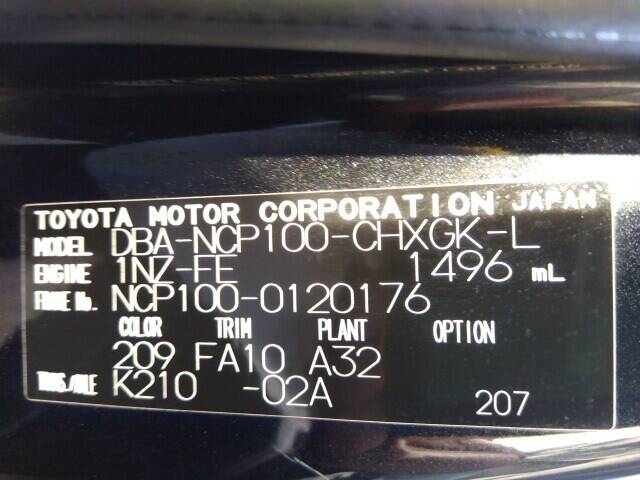 TOYOTA MOTOR CORPORATION JAPAN
MODEL DBA-NCP100-CHXGK-L
ENGINE 1NZ-FE 1496 mL
FRAME No. NCP100-0120176
COLOR TRIM PLANT OPTION
209 FA10 A32
TRANS/AXLE K210 -02A 207